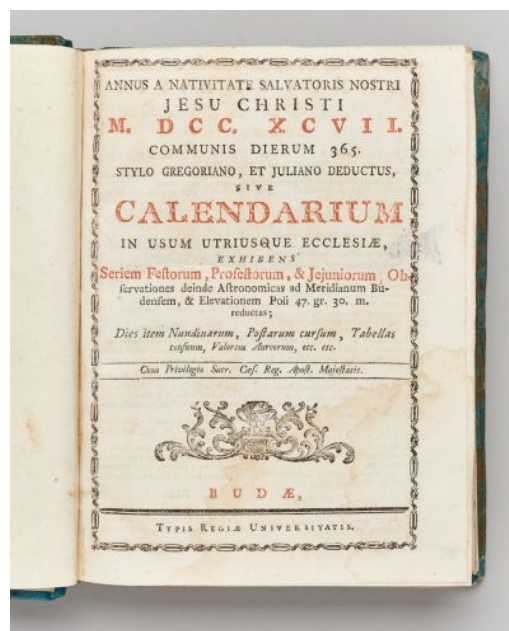 ANNUS A NATIVITATE SALVATORIS NOSTRI
JESU CHRISTI
M. D C C. X C V I I.
COMMUNIS DIERUM 365.
STYLO GREGORIANO, ET JULIANO DEDUCTUS,
SIVE
CALENDARIUM
IN USUM UTRIUSQUE ECCLESIÆ,
EXHIBENS
Seriem Feſtorum, Profeſtorum, & Jejuniorum, Ob-
ſervationes deinde Aſtronomicas ad Meridianum Bu-
denſem, & Elevationem Poli 47. gr. 30. m.
reductas;
Dies item Nundinarum, Poſtarum curſum, Tabellas
cenſuum, Valorem Aureorum, etc. etc.
Cum Privilegio Sacr. Cæſ. Reg. Apoſt. Majeſtatis.
BUDÆ,
TYPIS REGIÆ UNIVERSITATIS.